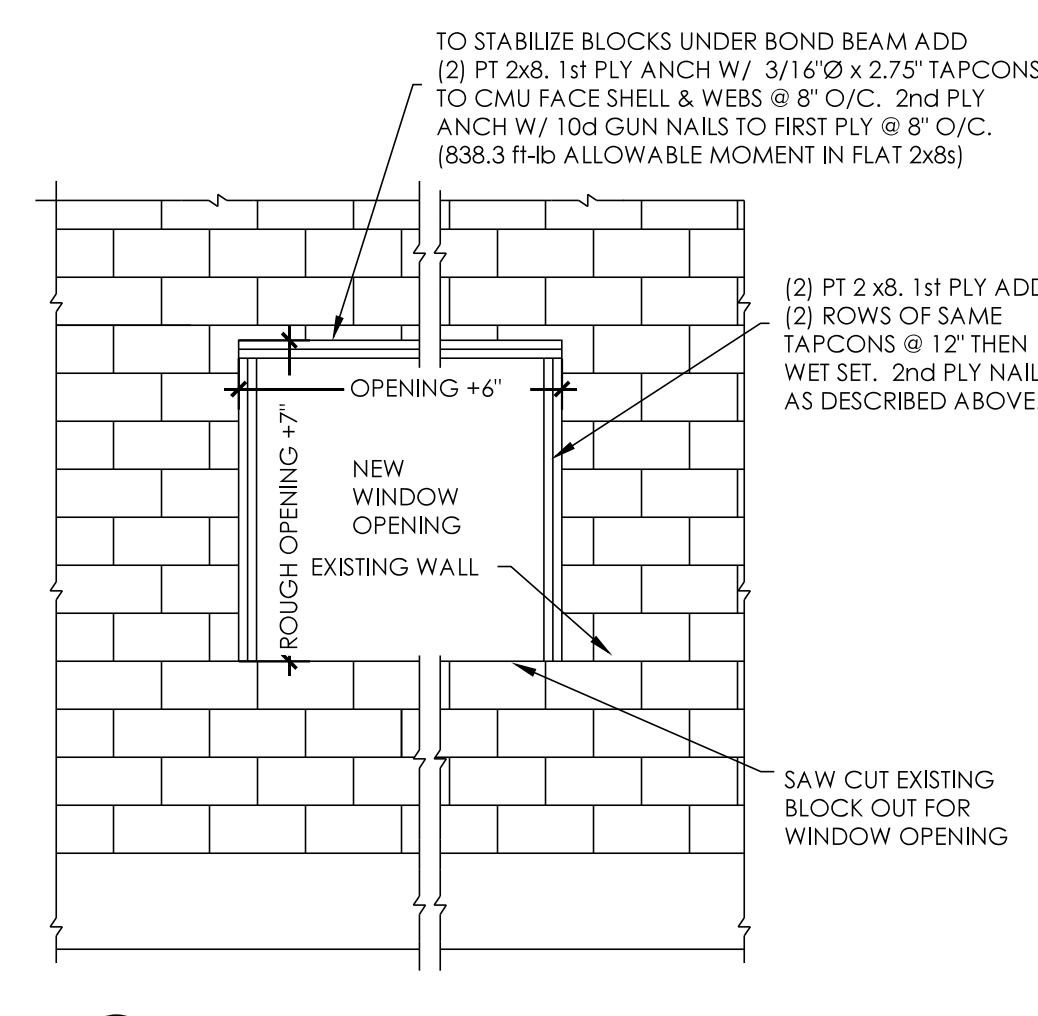 TO STABILIZE BLOCKS UNDER BOND BEAM ADD
(2) PT 2x8. 1st PLY ANCH W/ 3/16"Ø x 2.75" TAPCONS
TO CMU FACE SHELL & WEBS @ 8" O/C. 2nd PLY
ANCH W/ 10d GUN NAILS TO FIRST PLY @ 8" O/C.
(838.3 ft-lb ALLOWABLE MOMENT IN FLAT 2x8s)
(2) PT 2 x8. 1st PLY ADD
(2) ROWS OF SAME
TAPCONS @ 12" THEN
WET SET. 2nd PLY NAIL
AS DESCRIBED ABOVE.
OPENING +6"
ROUGH OPENING +7"
NEW
WINDOW
OPENING
EXISTING WALL
SAW CUT EXISTING
BLOCK OUT FOR
WINDOW OPENING